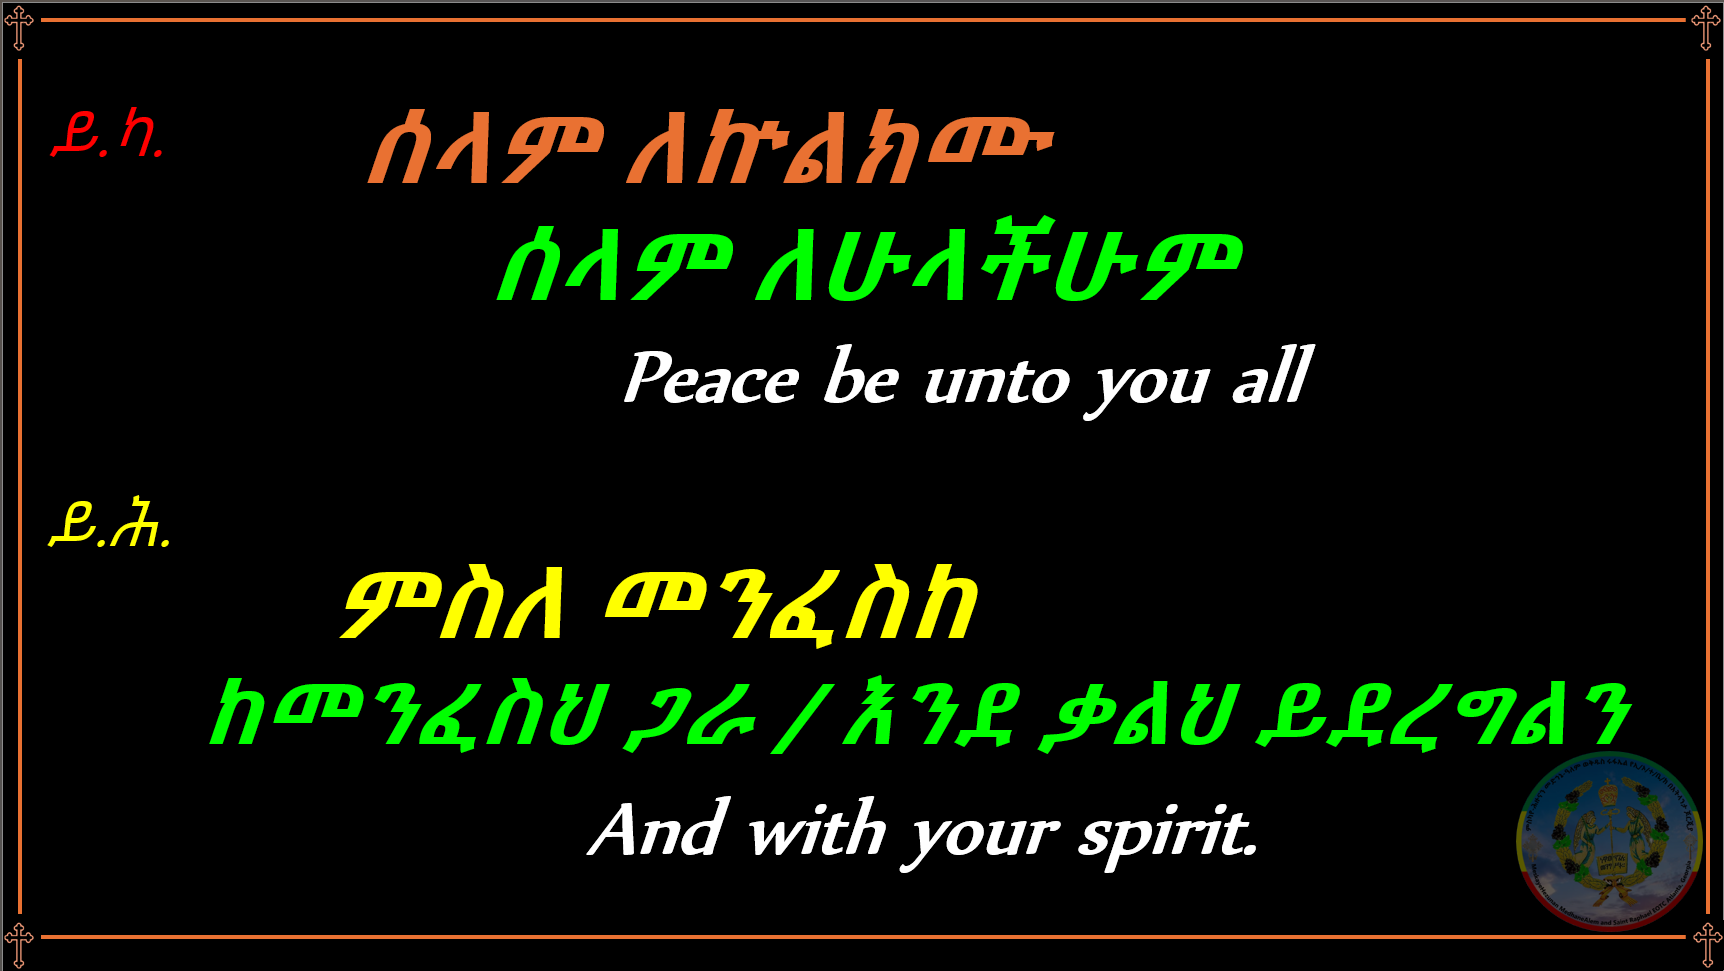 ይ.ካ.
ሰላም ለኵልክሙ
ሰላም ለሁላችሁም
Peace be unto you all
ይ.ሕ.
ምስለ መንፈስከ
ከመንፈስህ ጋራ / እንደ ቃልህ ይደረግልን
And with your spirit.